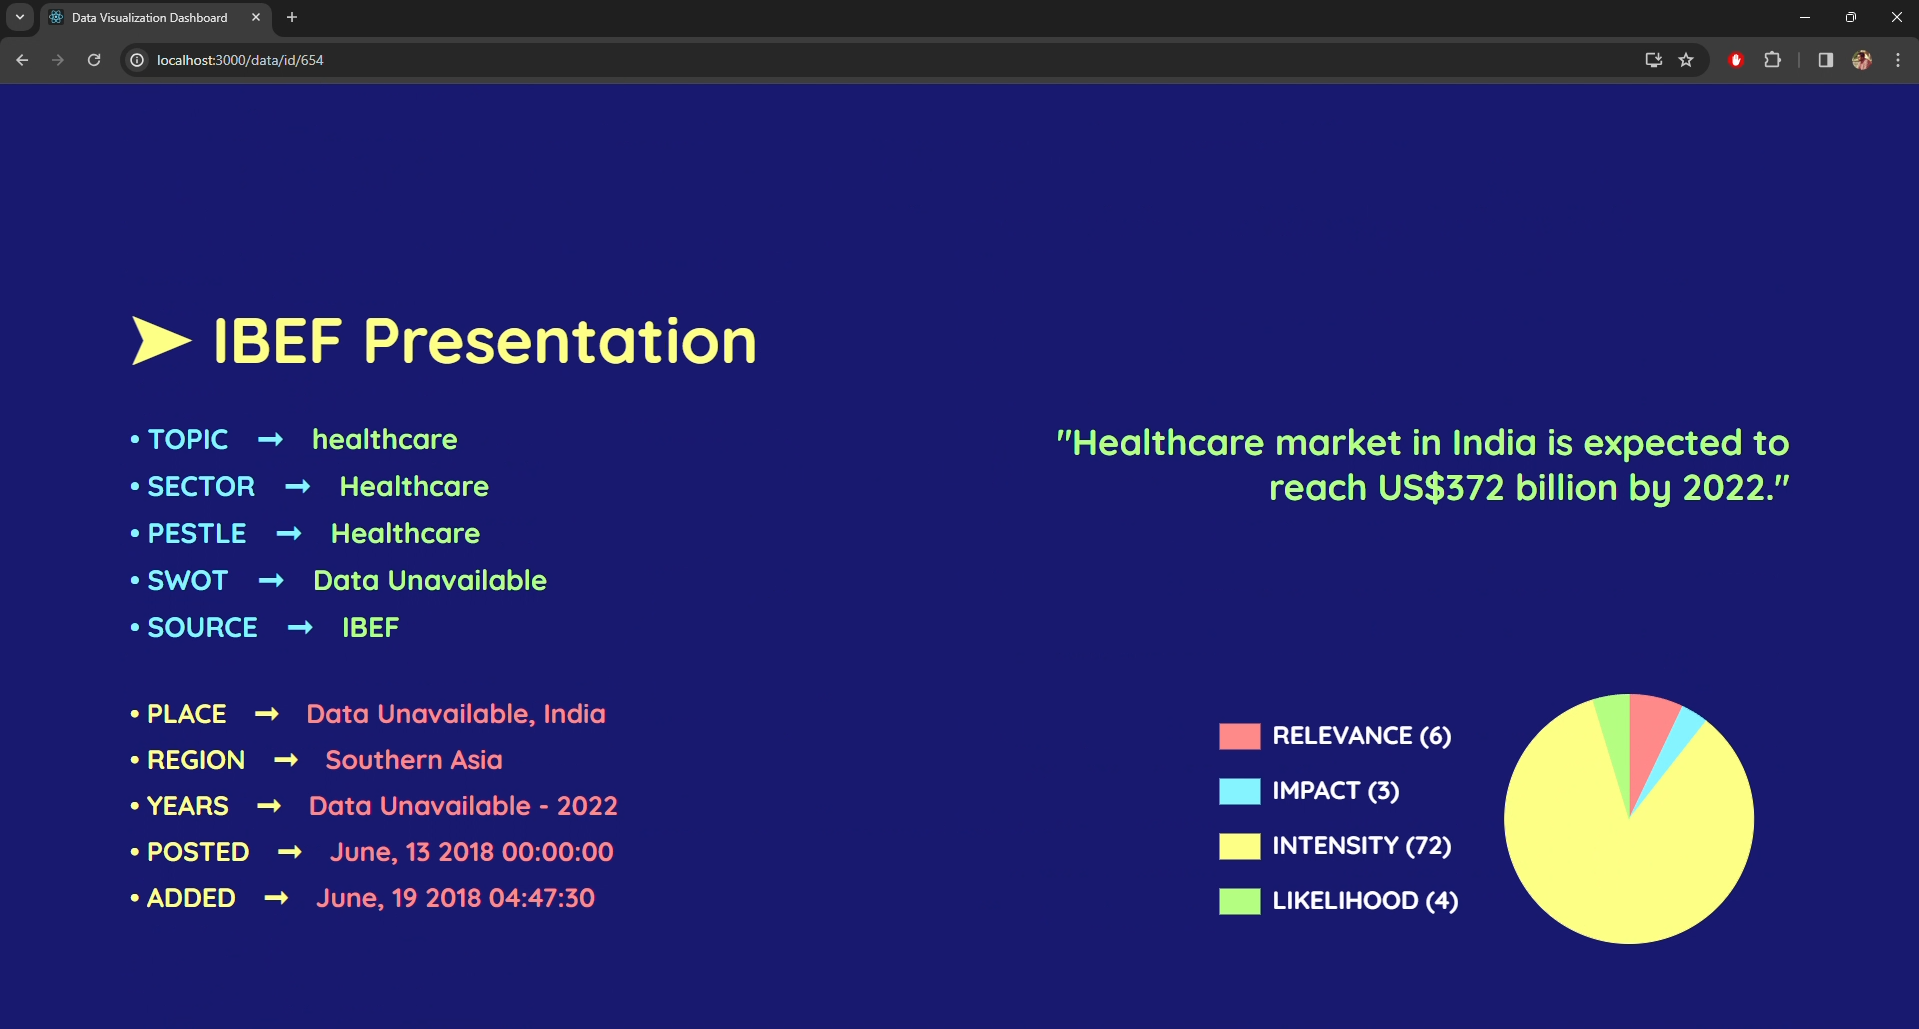 Data Visualization Dashboard
localhost:3000/data/id/654
➤ IBEF Presentation
• TOPIC → healthcare
• SECTOR → Healthcare
• PESTLE → Healthcare
• SWOT → Data Unavailable
• SOURCE → IBEF
"Healthcare market in India is expected to
reach US$372 billion by 2022."
• PLACE → Data Unavailable, India
• REGION → Southern Asia
• YEARS → Data Unavailable - 2022
• POSTED → June, 13 2018 00:00:00
• ADDED → June, 19 2018 04:47:30
RELEVANCE (6)
IMPACT (3)
INTENSITY (72)
LIKELIHOOD (4)